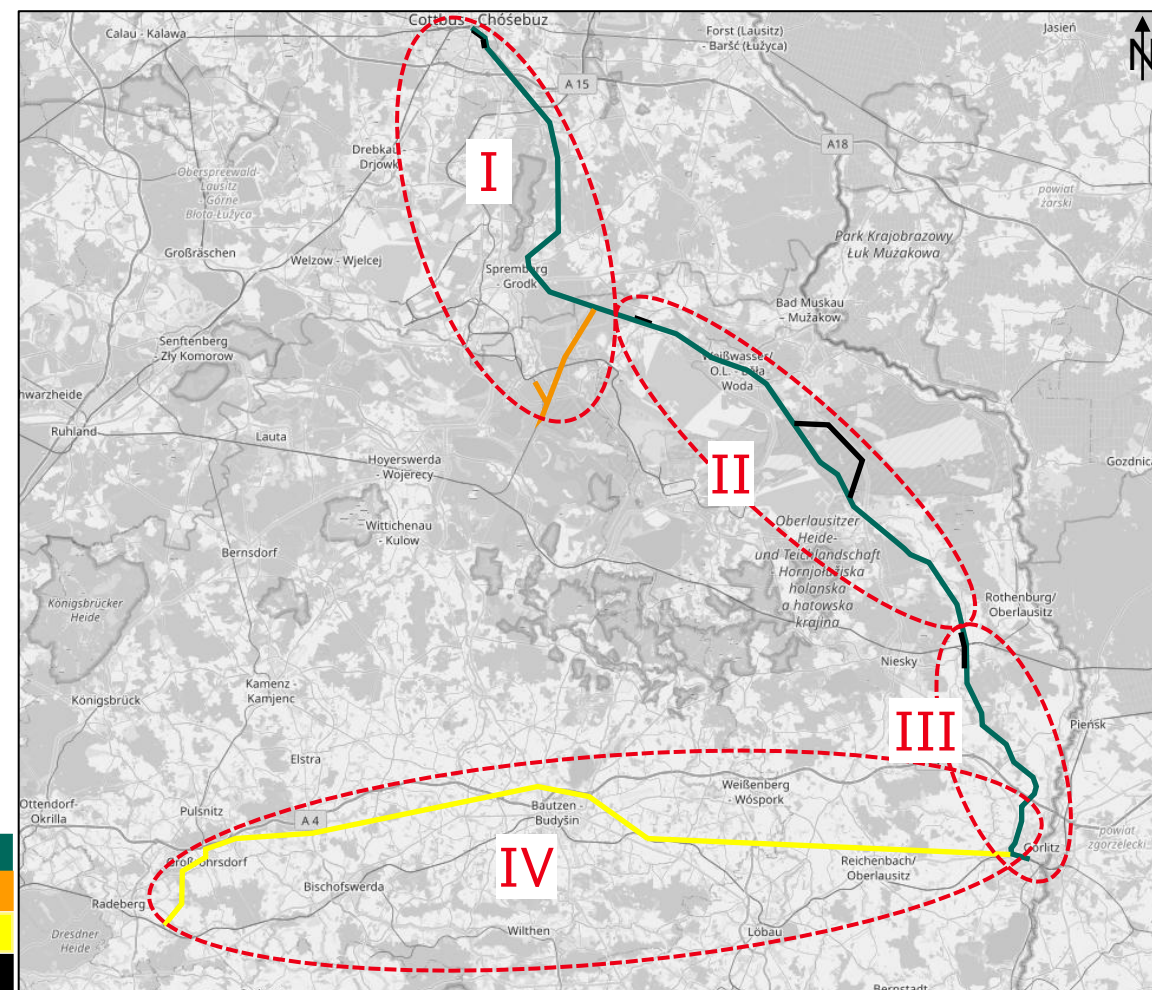 Cottbus - Chóśebuz
Calau - Kalawa
Forst (Lausitz)
- Baršć (Łužyca)
Jasień
N
A 15
A18
Drebkau -
Drjowk
I
Oberspreewald-
Lausitz
- Górne
Błota-Łužyca
powiat
żarski
Park Krajobrazowy
Łuk Mużakowa
Großräschen
Welzow - Wjelcej
Spremberg
- Grodk
Bad Muskau
- Mužakow
Senftenberg
- Zły Komorow
Weißwasser/
O.L. - Běła
Woda
hwarzheide
Ruhland
Lauta
Hoyerswerda
- Wojerecy
Gozdnica
II
Wittichenau
- Kulow
Oberlausitzer
Heide-
und Teichlandschaft
- Hornjołužiska
holanska
a hatowska
krajina
Bernsdorf
Königsbrücker
Heide
Rothenburg/
Oberlausitz
Niesky
Kamenz -
Kamjenc
Königsbrück
III
Pieńsk
Elstra
Weißenberg
- Wóspork
Ottendorf-
Okrilla
Pulsnitz
A 4
Bautzen -
Budyšin
powiat
zgorzelecki
Görlitz
Großröhrsdorf
IV
Reichenbach/
Oberlausitz
Bischofswerda
Radeberg
Dresdner
Heide
Wilthen
Löbau
Bernstadt